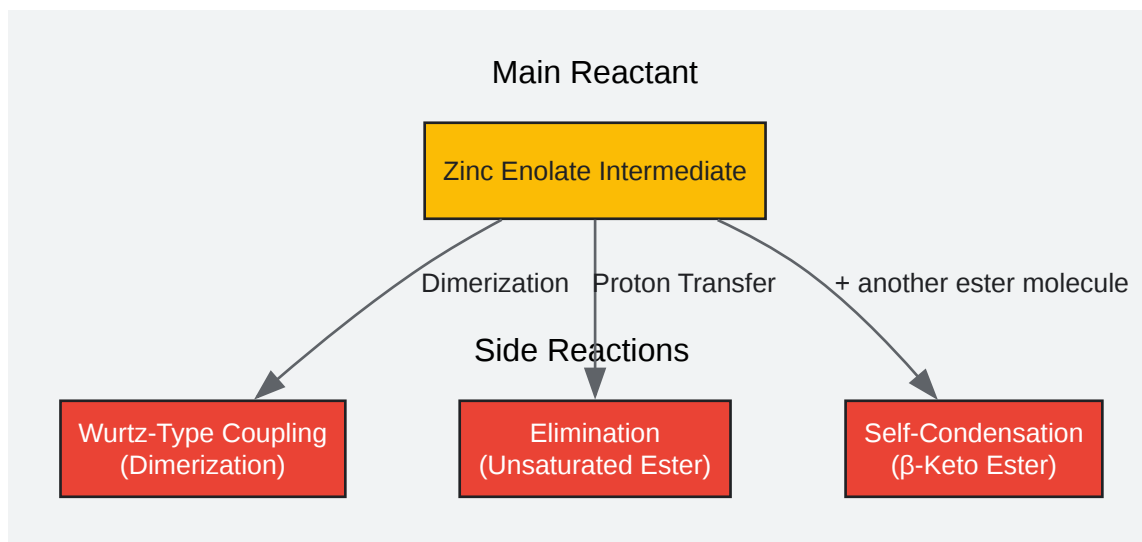 Main Reactant
Zinc Enolate Intermediate
Dimerization
Proton Transfer
+ another ester molecule
Side Reactions
Wurtz-Type Coupling
(Dimerization)
Elimination
(Unsaturated Ester)
Self-Condensation
(β-Keto Ester)